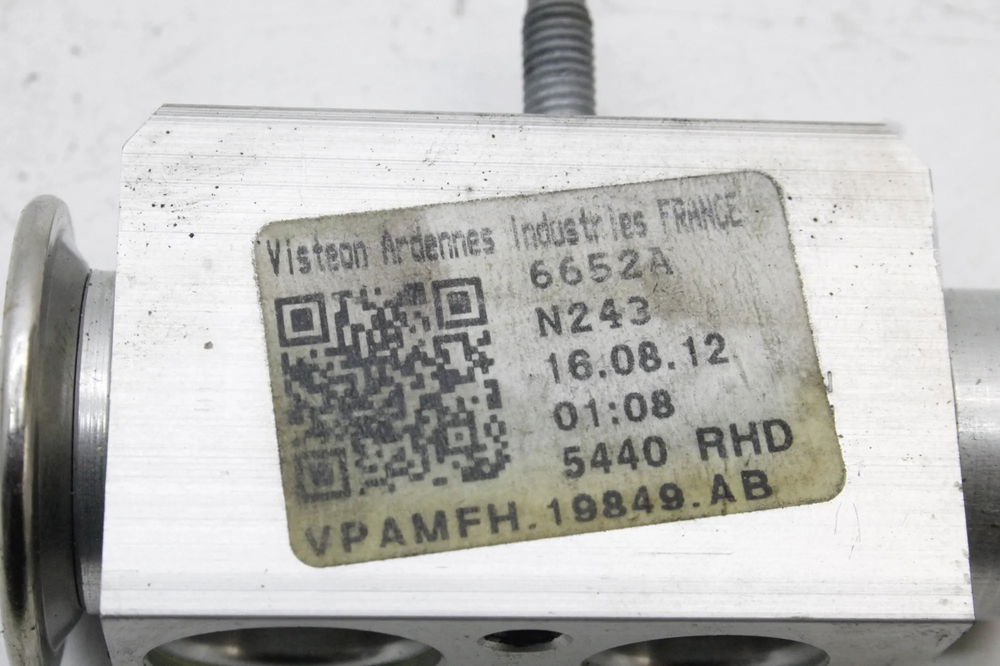 Visteon Ardennes Industries FRANCE
6652A
N243
16.08.12
01:08
5440 RHD
VPAMFH.19849.AB